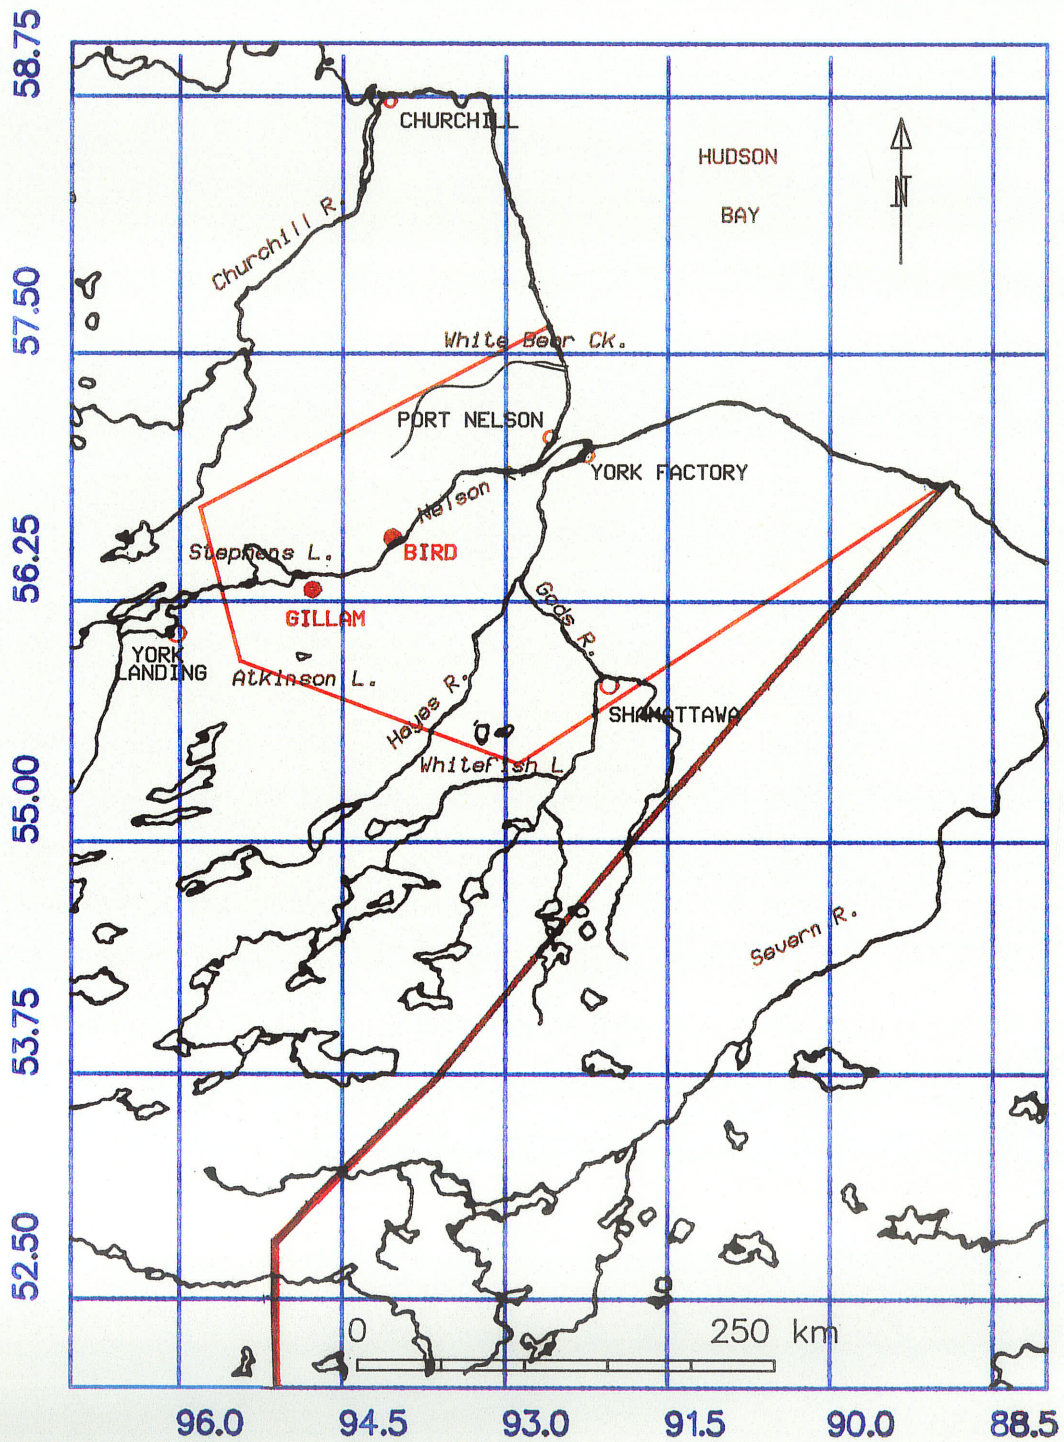 58.75
CHURCHILL
HUDSON
BAY
N
Churchill R.
57.50
White Bear Ck.
PORT NELSON
YORK FACTORY
Nelson
56.25
Stephens L.
BIRD
GILLAM
Gods R.
YORK
LANDING
Atkinson L.
Hayes R.
SHAMATTAWA
Whitefish L
55.00
Severn R.
53.75
52.50
0 250 km
96.0 94.5 93.0 91.5 90.0 88.5